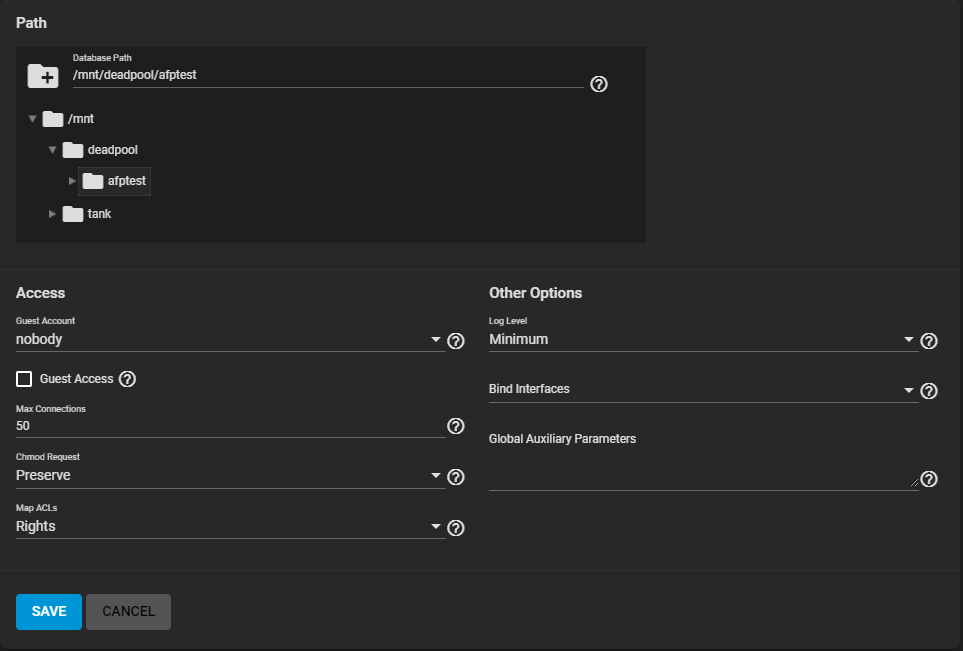 Path
Database Path
/mnt/deadpool/afptest
/mnt
deadpool
afptest
tank
Access
Guest Account
nobody
Guest Access
Max Connections
50
Chmod Request
Preserve
Map ACLs
Rights
Other Options
Log Level
Minimum
Bind Interfaces
Global Auxiliary Parameters
SAVE
CANCEL